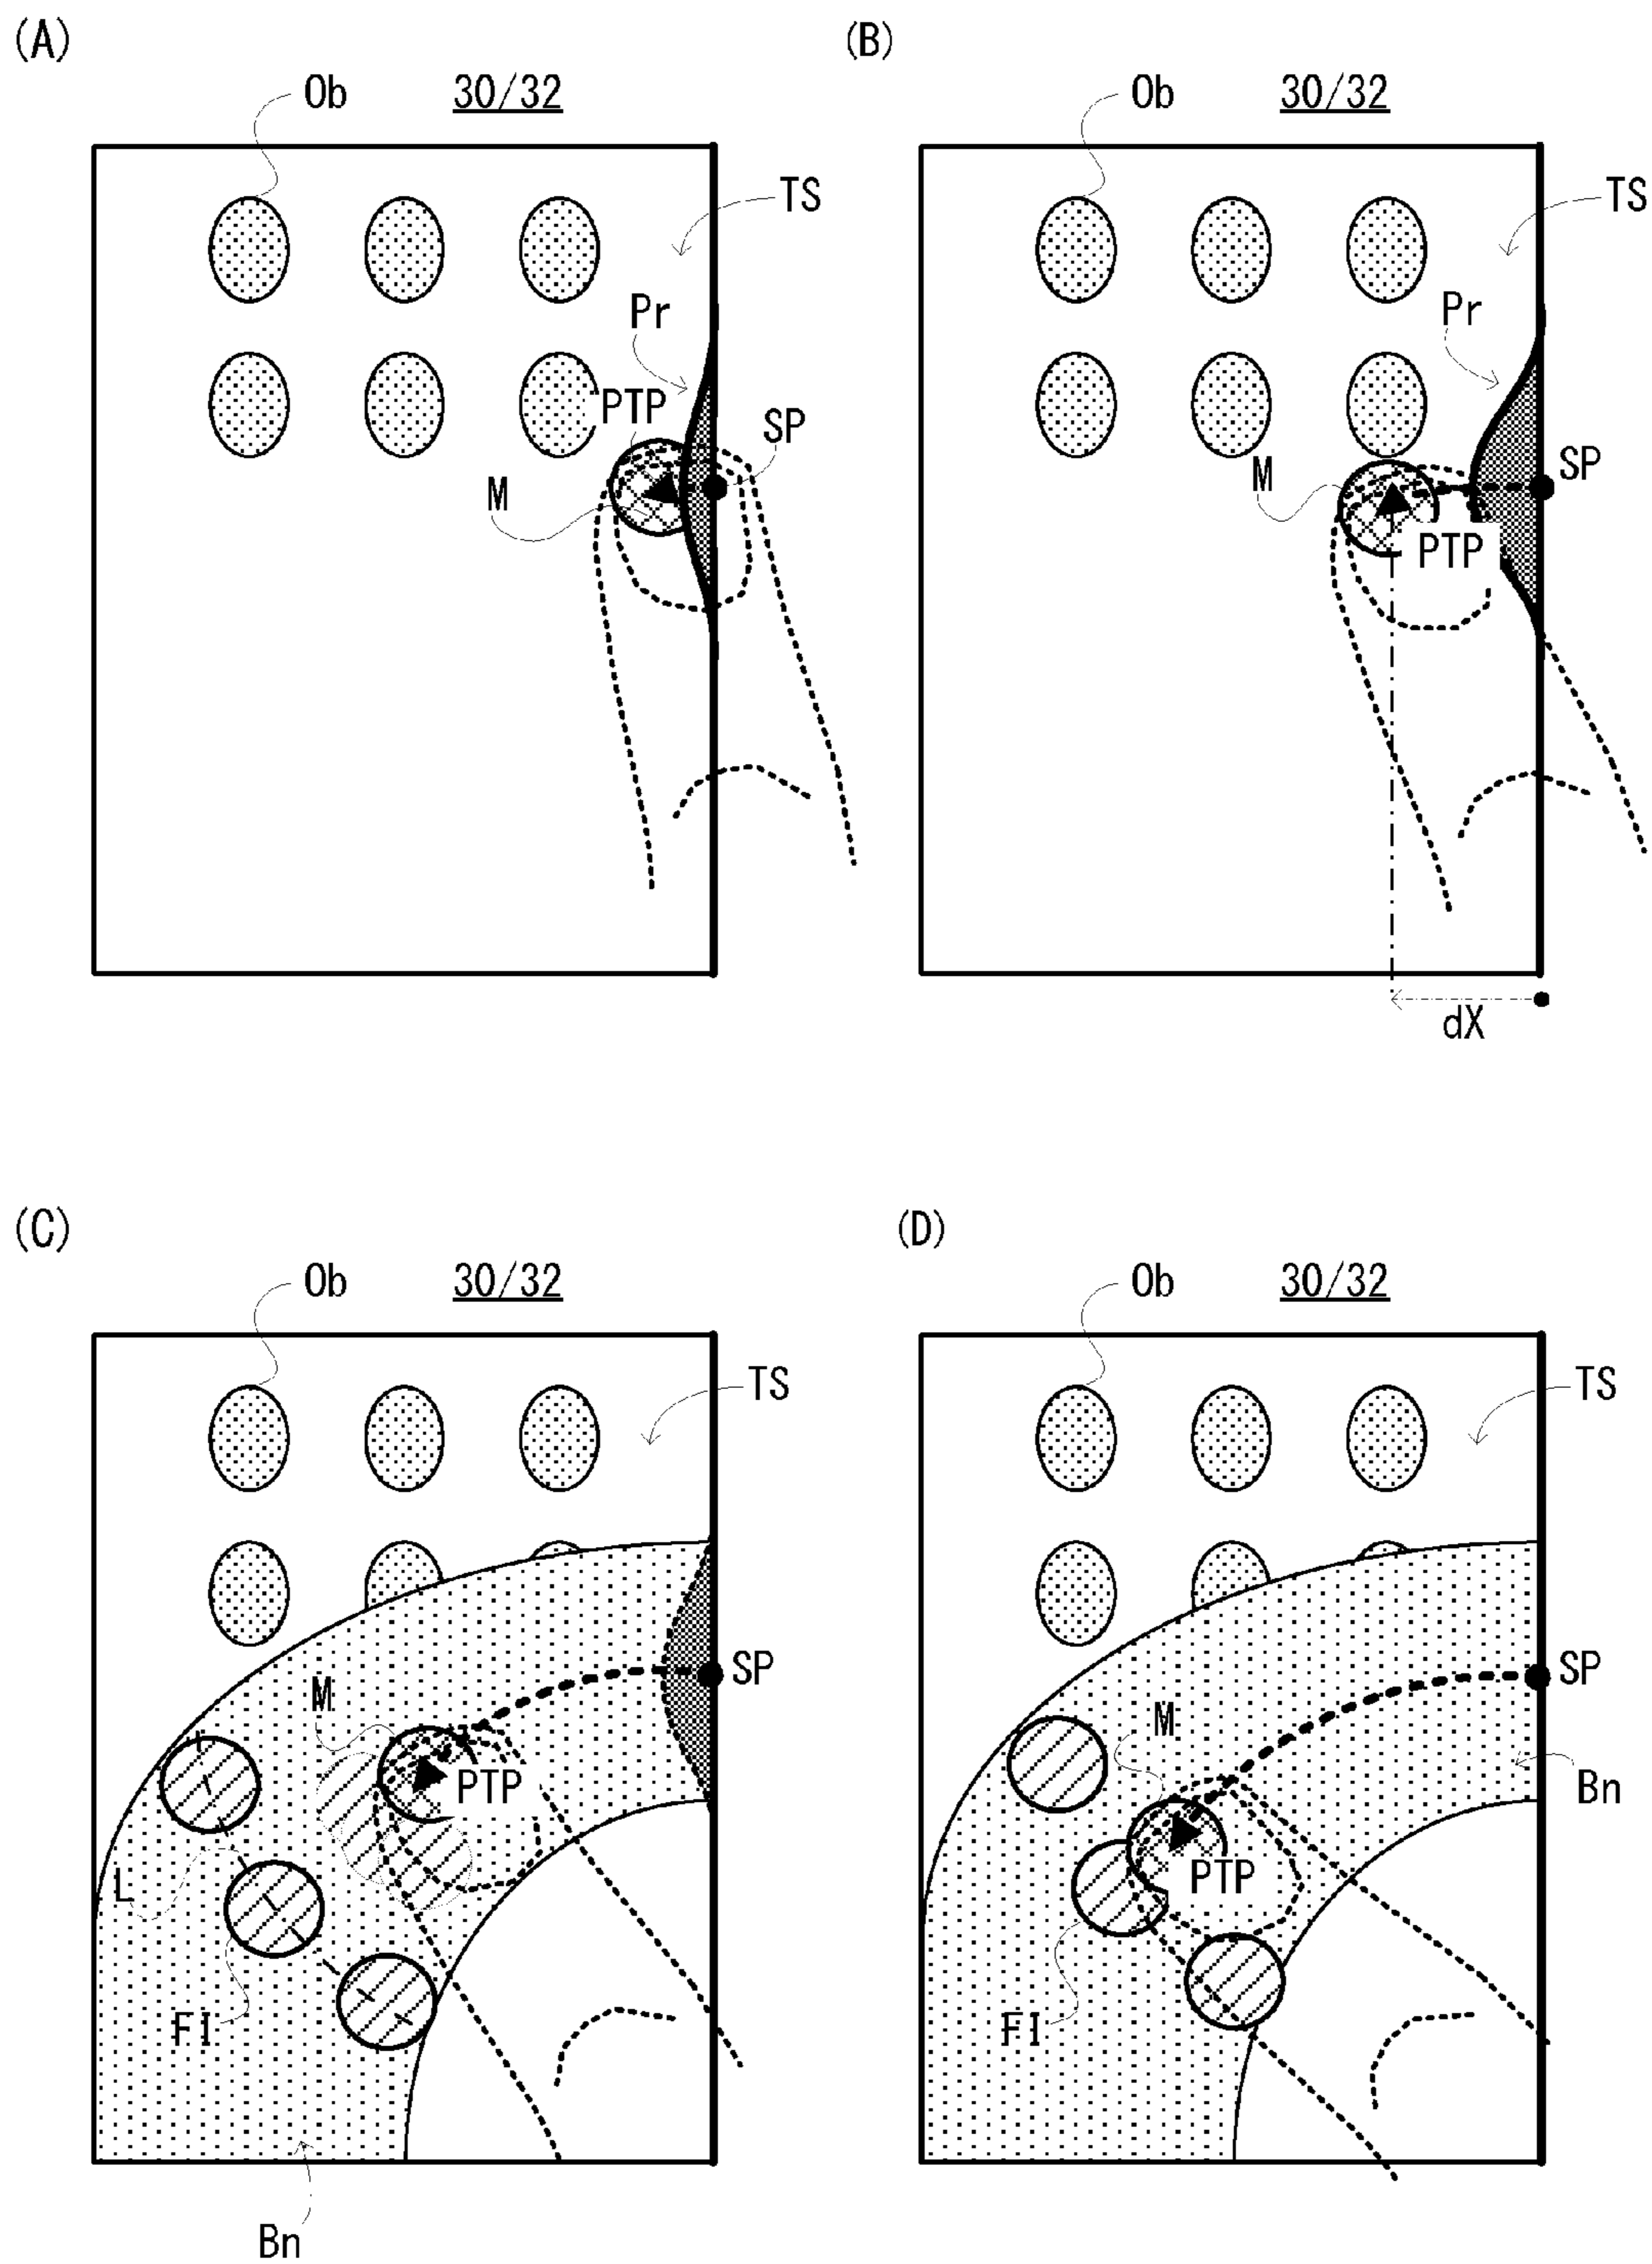 (A)
Ob
30/32
TS
Pr
PTP
SP
M
(B)
Ob
30/32
TS
Pr
SP
M
PTP
dX
(C)
Ob
30/32
TS
SP
M
PTP
L
FI
Bn
(D)
Ob
30/32
TS
SP
M
Bn
PTP
FI